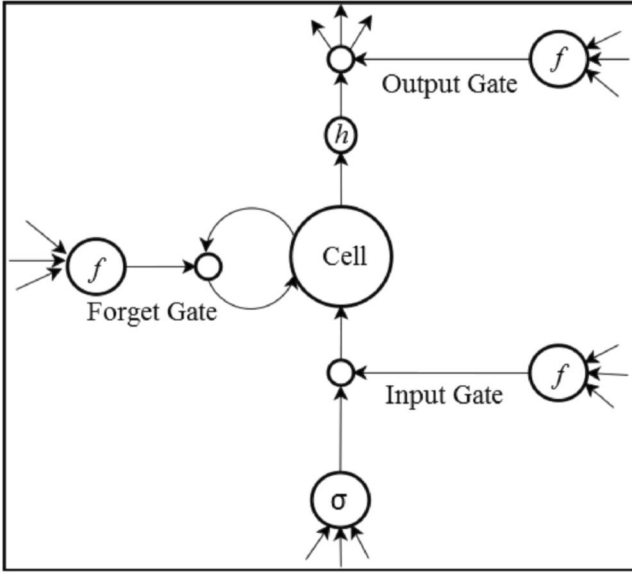 f
Output Gate
h
Cell
f
Forget Gate
f
Input Gate
σ